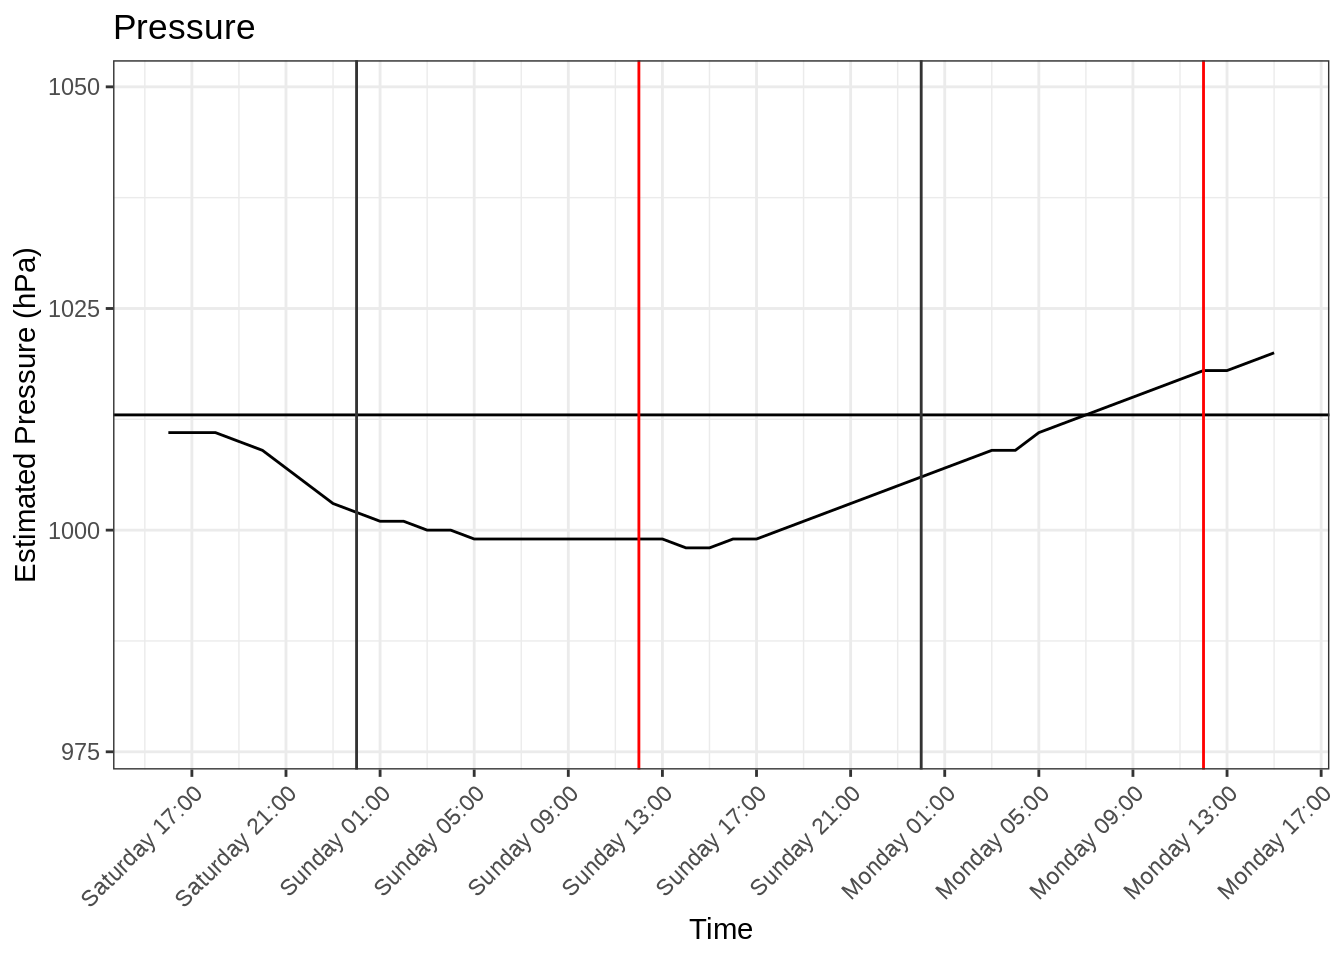 Pressure
Estimated Pressure (hPa)
1050
1025
1000
975
Saturday 17:00
Saturday 21:00
Sunday 01:00
Sunday 05:00
Sunday 09:00
Sunday 13:00
Sunday 17:00
Sunday 21:00
Monday 01:00
Monday 05:00
Monday 09:00
Monday 13:00
Monday 17:00
Time